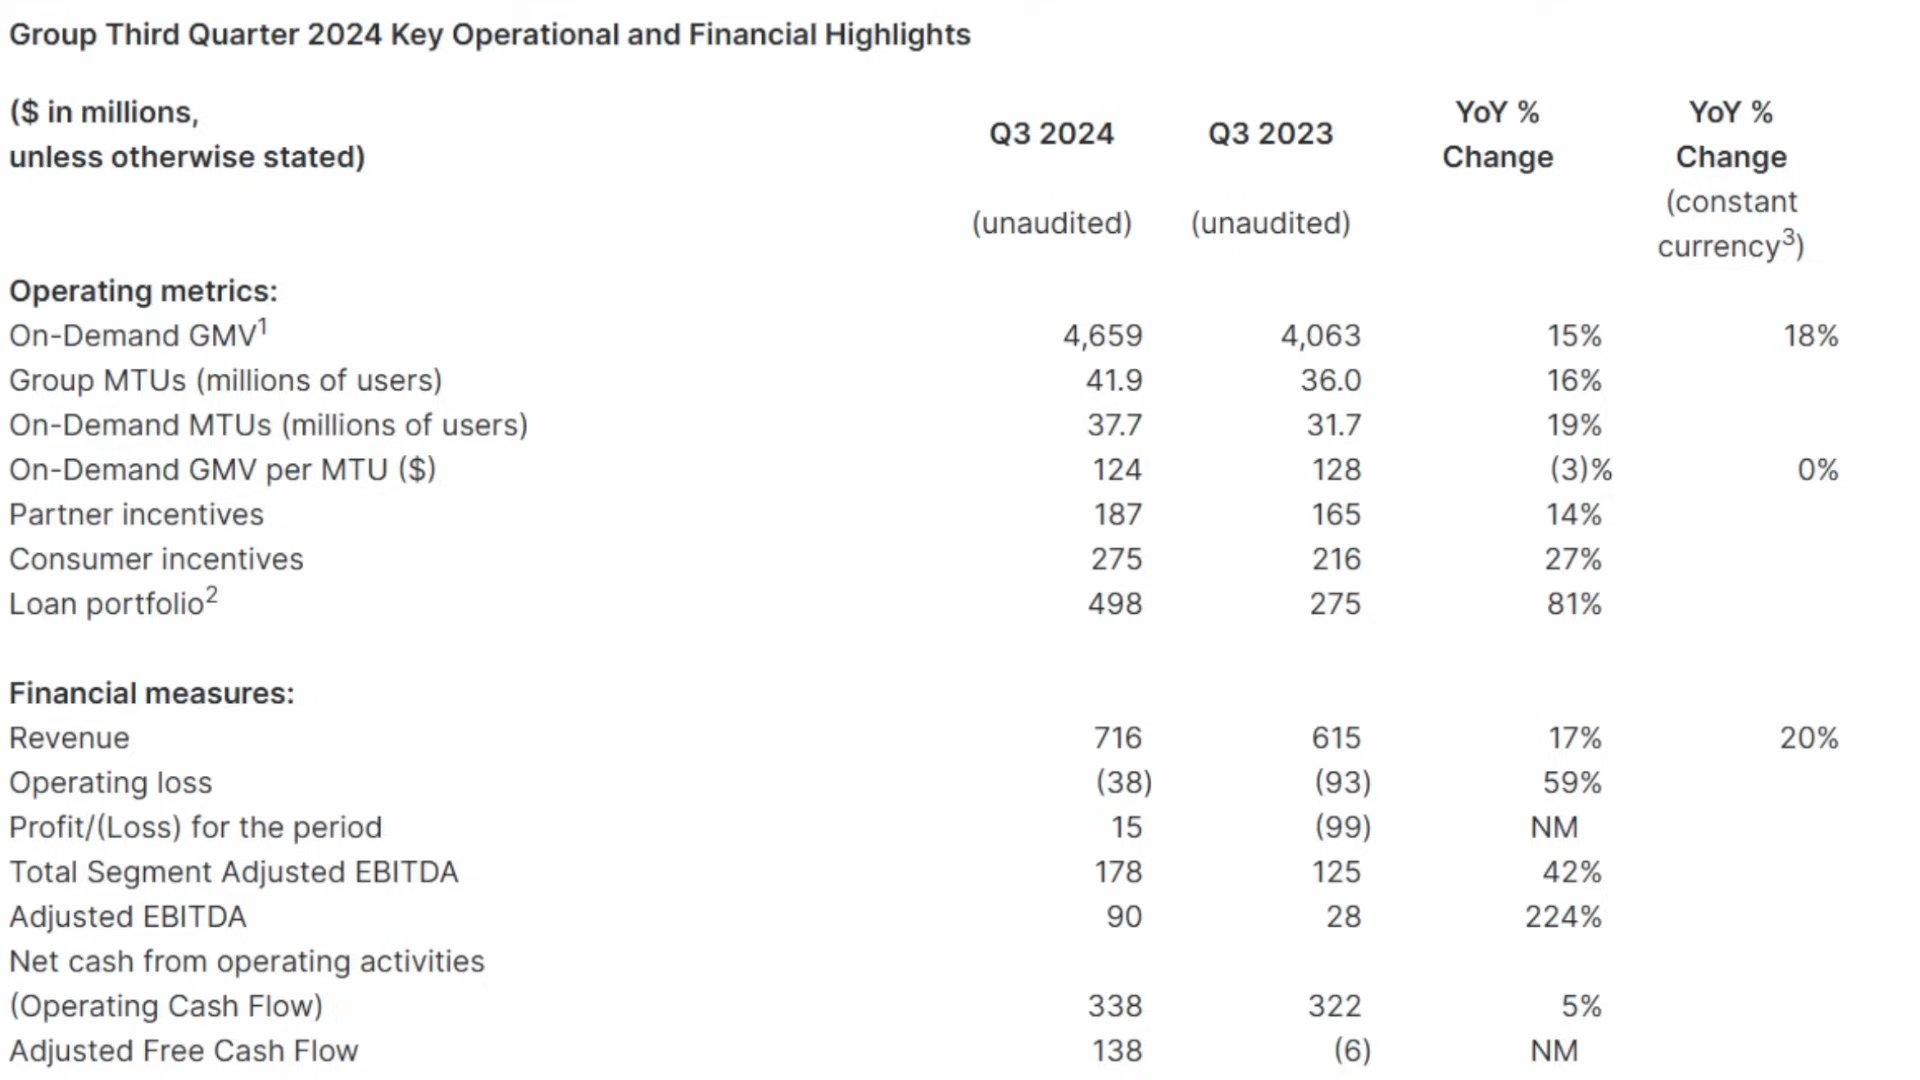 Group Third Quarter 2024 Key Operational and Financial Highlights
($ in millions,
unless otherwise stated)
Q3 2024
Q3 2023
YoY %
Change
YoY %
Change
(unaudited)
(unaudited)
(constant
currency3)
Operating metrics:
On-Demand GMV1 4,659 4,063 15% 18%
Group MTUs (millions of users) 41.9 36.0 16%
On-Demand MTUs (millions of users) 37.7 31.7 19%
On-Demand GMV per MTU ($) 124 128 (3)% 0%
Partner incentives 187 165 14%
Consumer incentives 275 216 27%
Loan portfolio2 498 275 81%
Financial measures:
Revenue 716 615 17% 20%
Operating loss (38) (93) 59%
Profit/(Loss) for the period 15 (99) NM
Total Segment Adjusted EBITDA 178 125 42%
Adjusted EBITDA 90 28 224%
Net cash from operating activities
(Operating Cash Flow) 338 322 5%
Adjusted Free Cash Flow 138 (6) NM